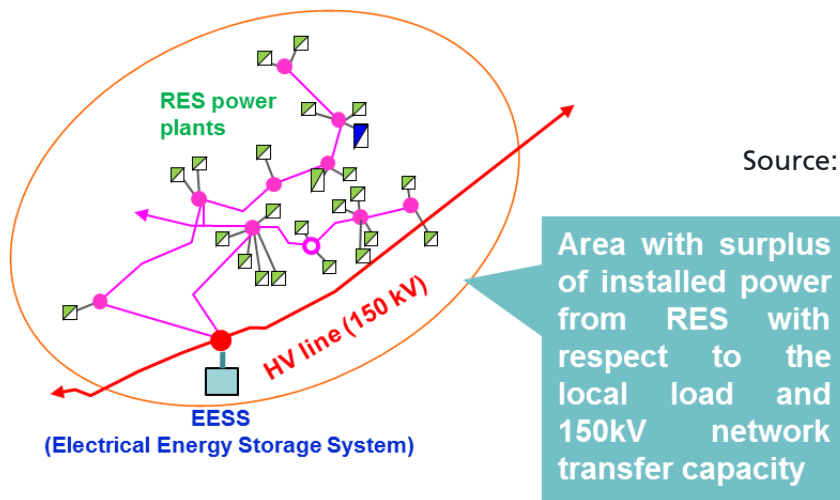 RES power
plants
Source:
Area with surplus
of installed power
from RES with
respect to the
local load and
150kV network
transfer capacity
HV line (150 kV)
EESS
(Electrical Energy Storage System)